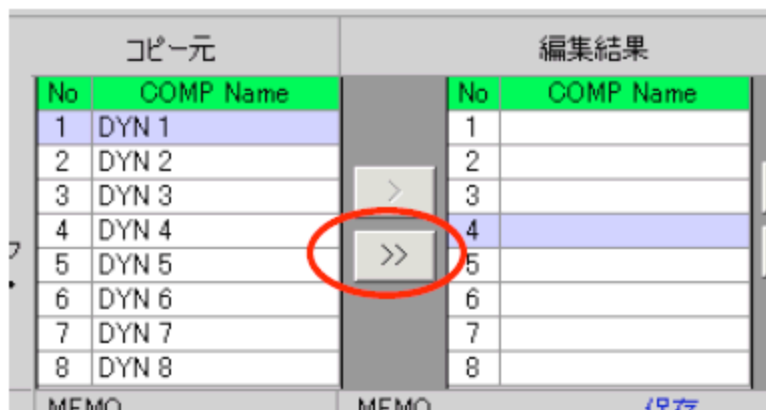 コピー元 編集結果
No COMP Name No COMP Name
1 DYN 1 1
2 DYN 2 2
3 DYN 3 > 3
4 DYN 4 4
5 DYN 5 >> 5
6 DYN 6 6
7 DYN 7 7
8 DYN 8 8
MEMO MEMO 保存